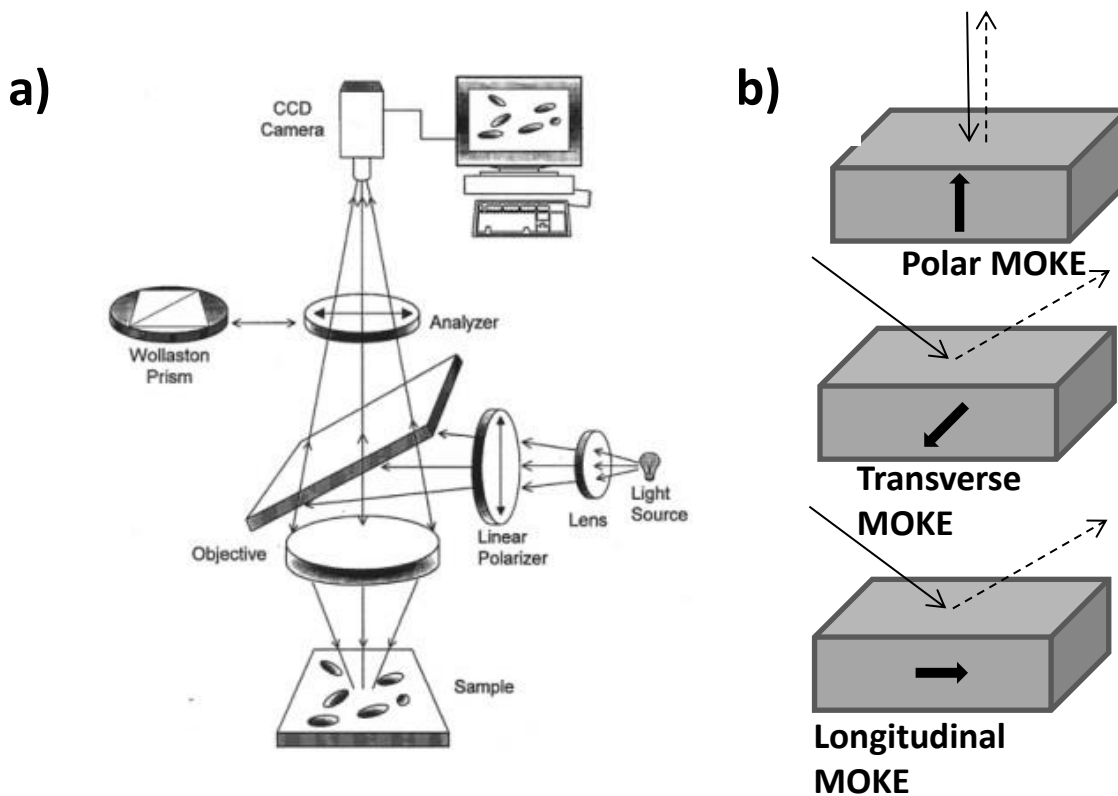 a)
CCD
Camera
Analyzer
Wollaston
Prism
Light
Source
Lens
Linear
Polarizer
Objective
Sample
b)
Polar MOKE
Transverse
MOKE
Longitudinal
MOKE